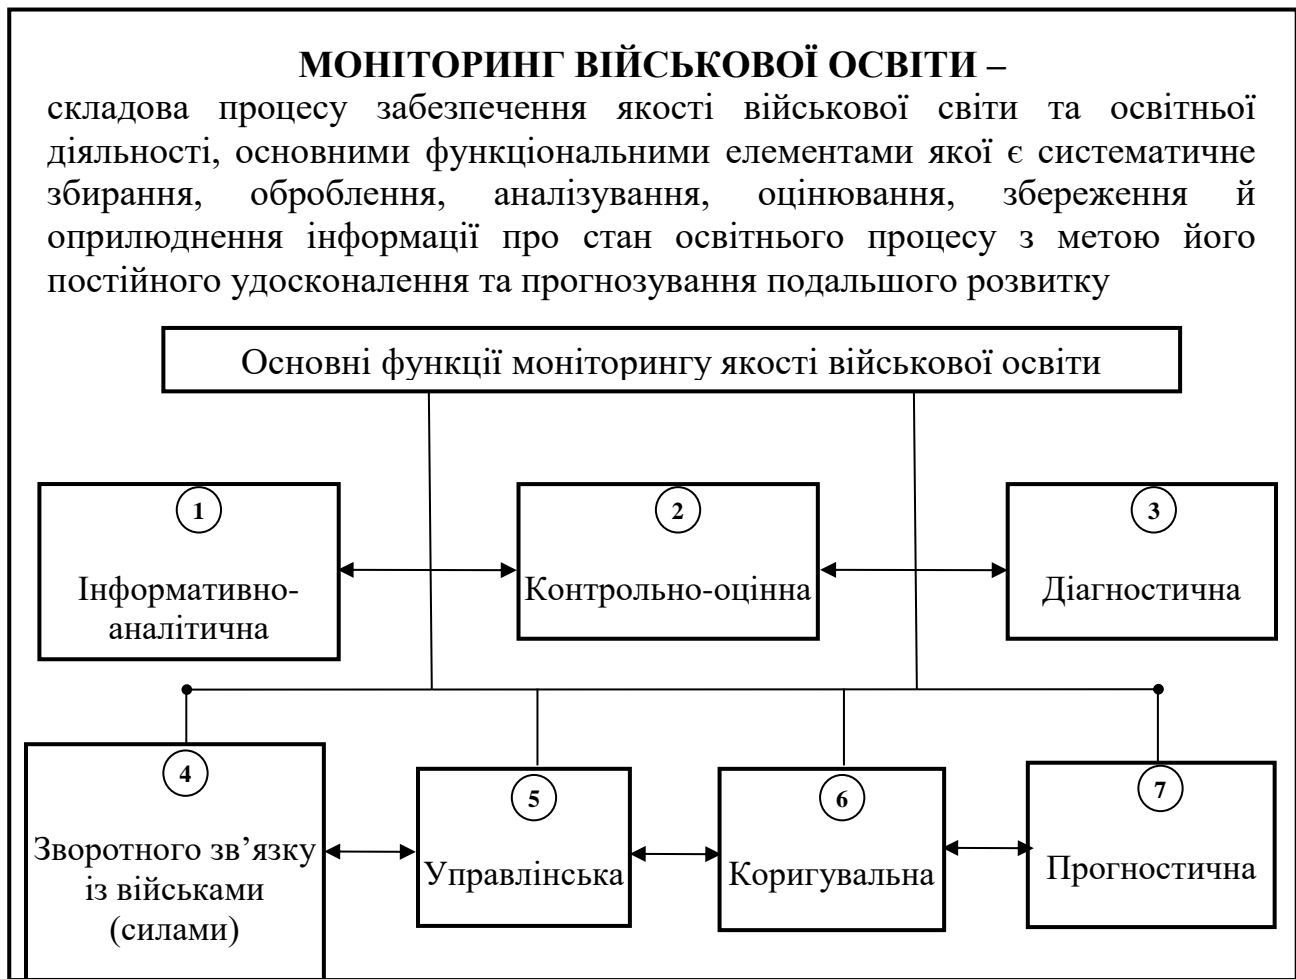 МОНІТОРИНГ ВІЙСЬКОВОЇ ОСВІТИ –
складова процесу забезпечення якості військової світи та освітньої
діяльності, основними функціональними елементами якої є систематичне
збирання, оброблення, аналізування, оцінювання, збереження й
оприлюднення інформації про стан освітнього процесу з метою його
постійного удосконалення та прогнозування подальшого розвитку
Основні функції моніторингу якості військової освіти
1
Інформативно-
аналітична
2
Контрольно-оцінна
3
Діагностична
4
Зворотного зв’язку
із військами
(силами)
5
Управлінська
6
Коригувальна
7
Прогностична